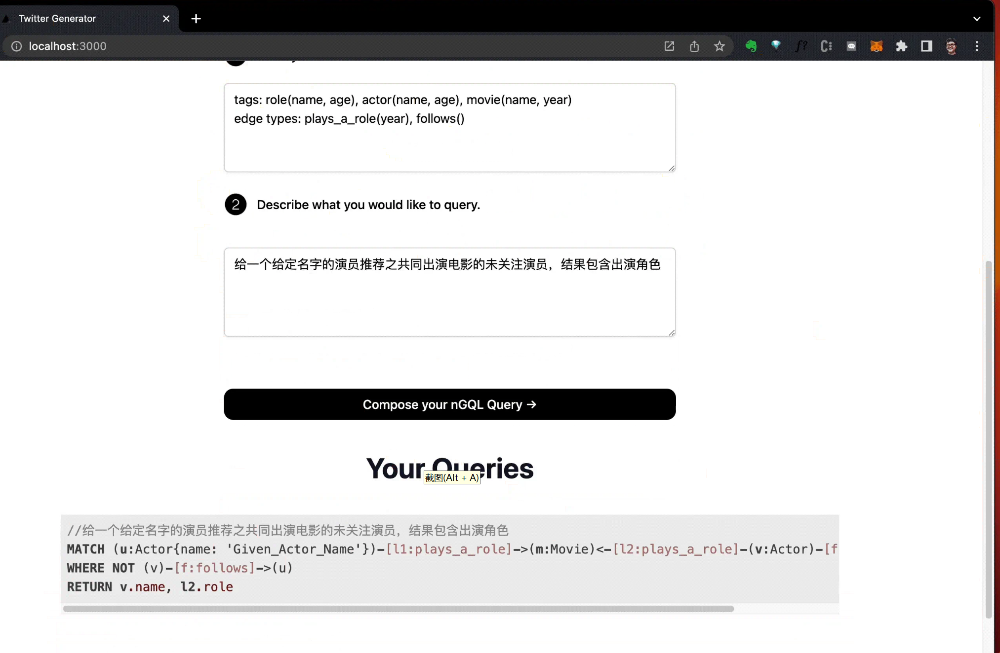 Twitter Generator
localhost:3000
tags: role(name, age), actor(name, age), movie(name, year)
edge types: plays_a_role(year), follows()
2 Describe what you would like to query.
给一个给定名字的演员推荐之共同出演电影的未关注演员，结果包含出演角色
Compose your nGQL Query →
Your Queries
截图(Alt + A)
//给一个给定名字的演员推荐之共同出演电影的未关注演员，结果包含出演角色
MATCH (u:Actor{name: 'Given_Actor_Name'})-[l1:plays_a_role]->(m:Movie)<-[l2:plays_a_role]-(v:Actor)-[f
WHERE NOT (v)-[f:follows]->(u)
RETURN v.name, l2.role